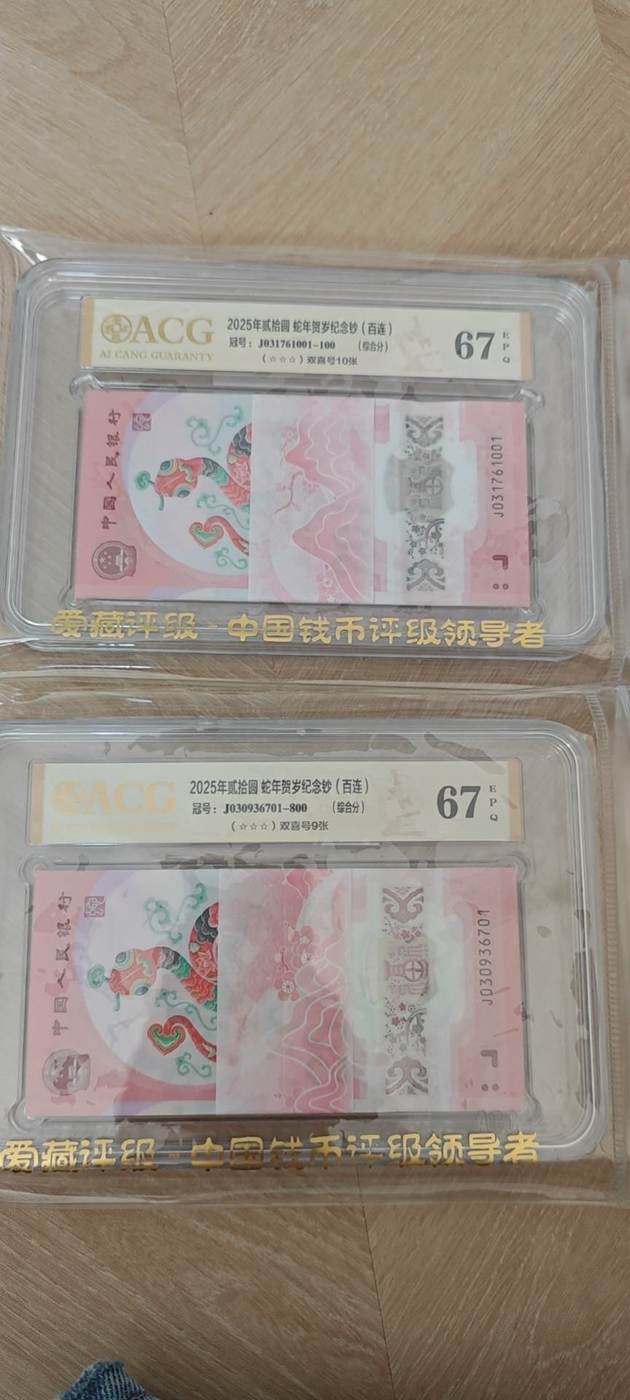 ACG
AI CANG GUARANTY
2025年贰拾圆 蛇年贺岁纪念钞（百连）
冠号：J031761001-100 （综合分）
（☆☆☆）双喜号10张
67
EPQ
中国人民银行
J031761001
爱藏评级-中国钱币评级领导者
ACG
2025年贰拾圆 蛇年贺岁纪念钞（百连）
冠号：J030936701-800 （综合分）
（☆☆☆）双喜号9张
67
EPQ
中国人民银行
J030936701
爱藏评级-中国钱币评级领导者